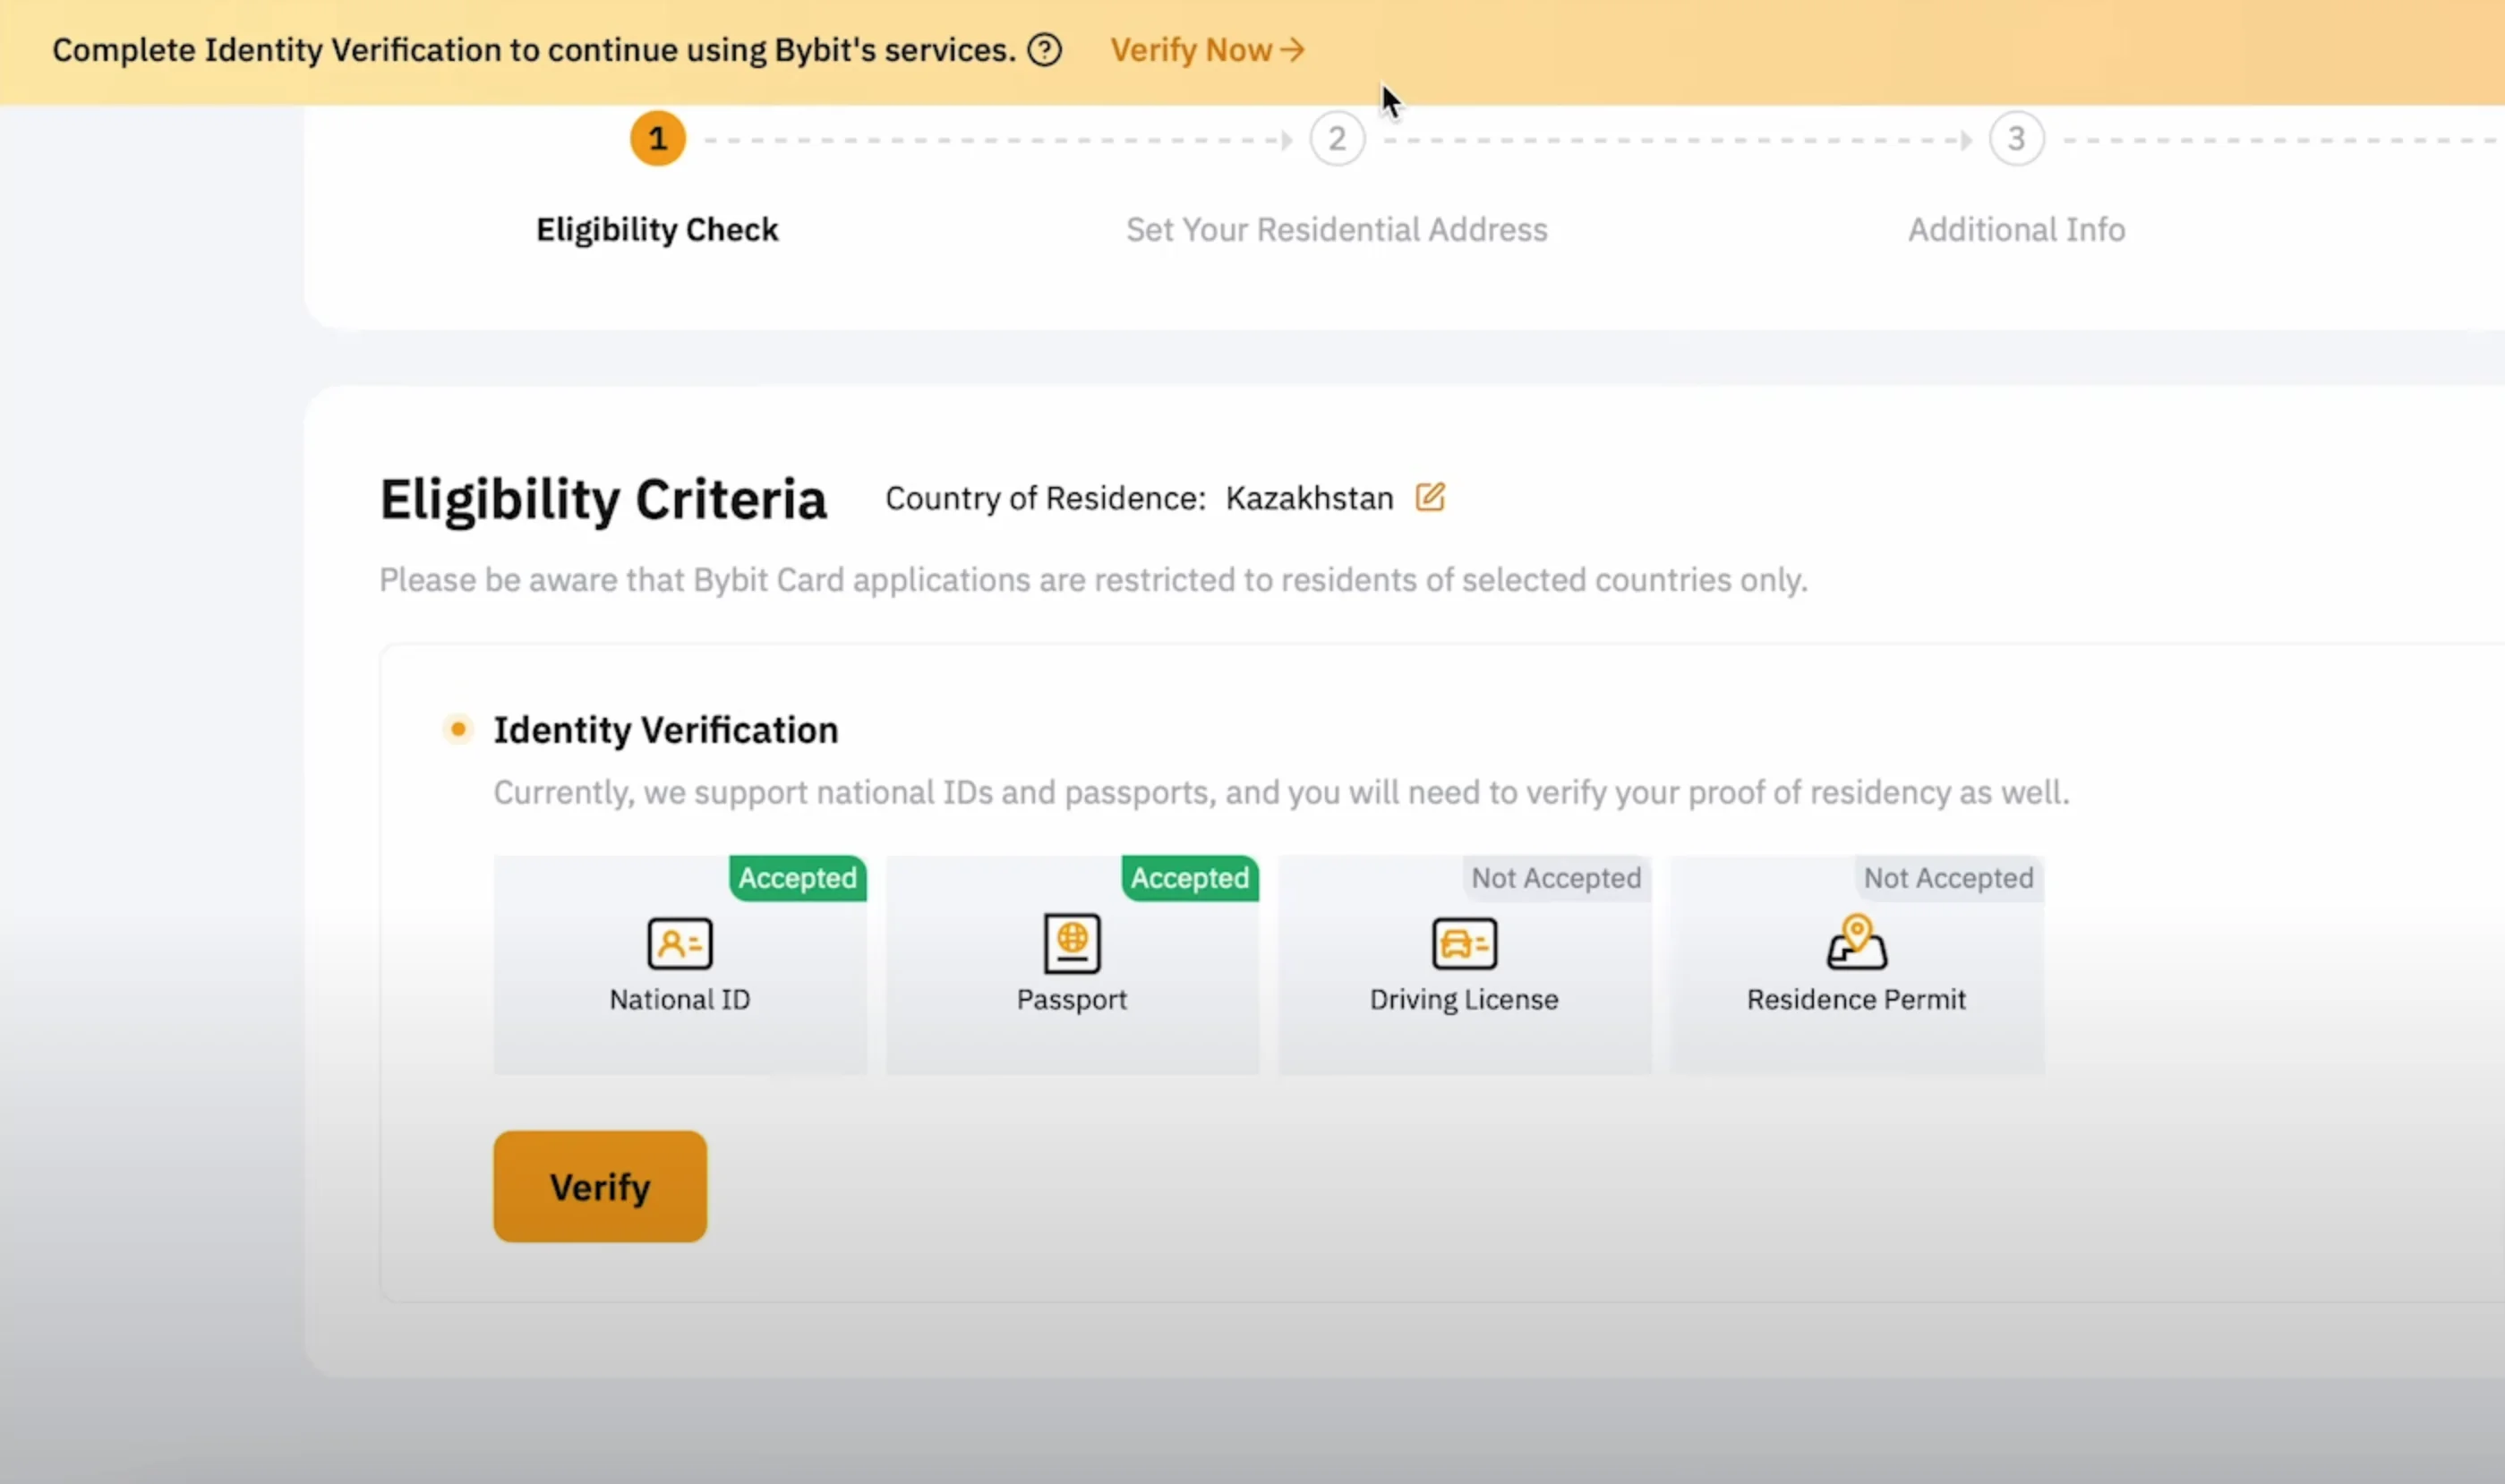 Complete Identity Verification to continue using Bybit's services. Verify Now
1 2 3
Eligibility Check Set Your Residential Address Additional Info
Eligibility Criteria Country of Residence: Kazakhstan
Please be aware that Bybit Card applications are restricted to residents of selected countries only.
Identity Verification
Currently, we support national IDs and passports, and you will need to verify your proof of residency as well.
Accepted Accepted Not Accepted Not Accepted
National ID Passport Driving License Residence Permit
Verify